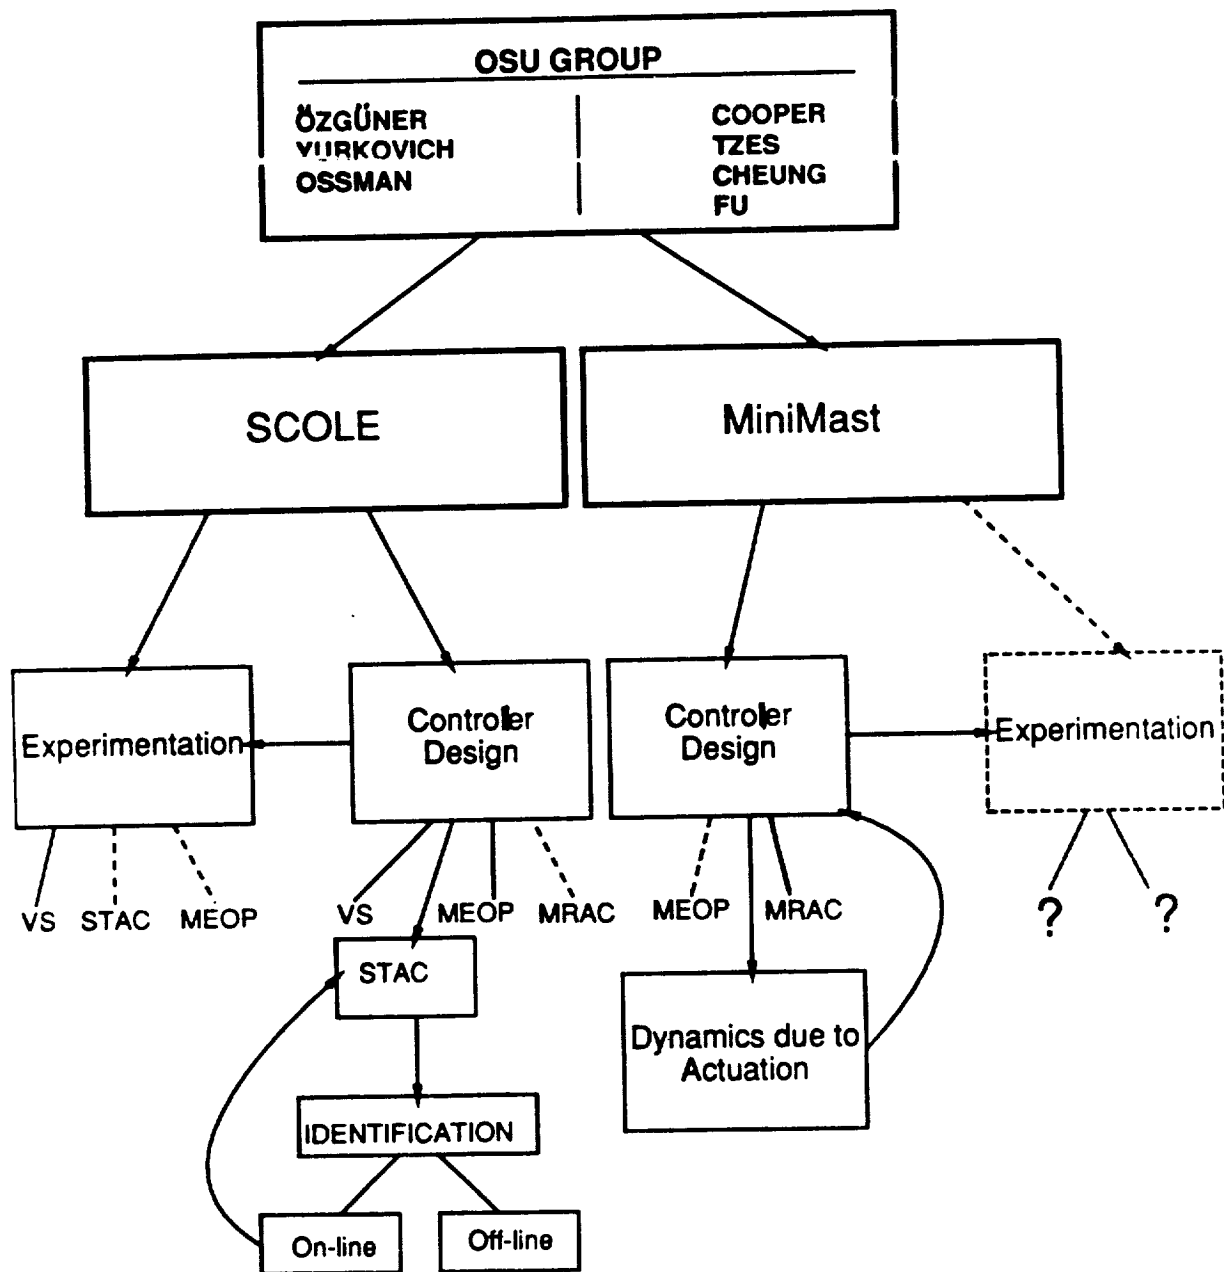 OSU GROUP
ÖZGÜNER
YURKOVICH
OSSMAN
COOPER
TZES
CHEUNG
FU
SCOLE
MiniMast
Experimentation
Controller
Design
Controller
Design
Experimentation
VS
STAC
MEOP
VS
MEOP
MRAC
MEOP
MRAC
?
?
STAC
Dynamics due to
Actuation
IDENTIFICATION
On-line
Off-line